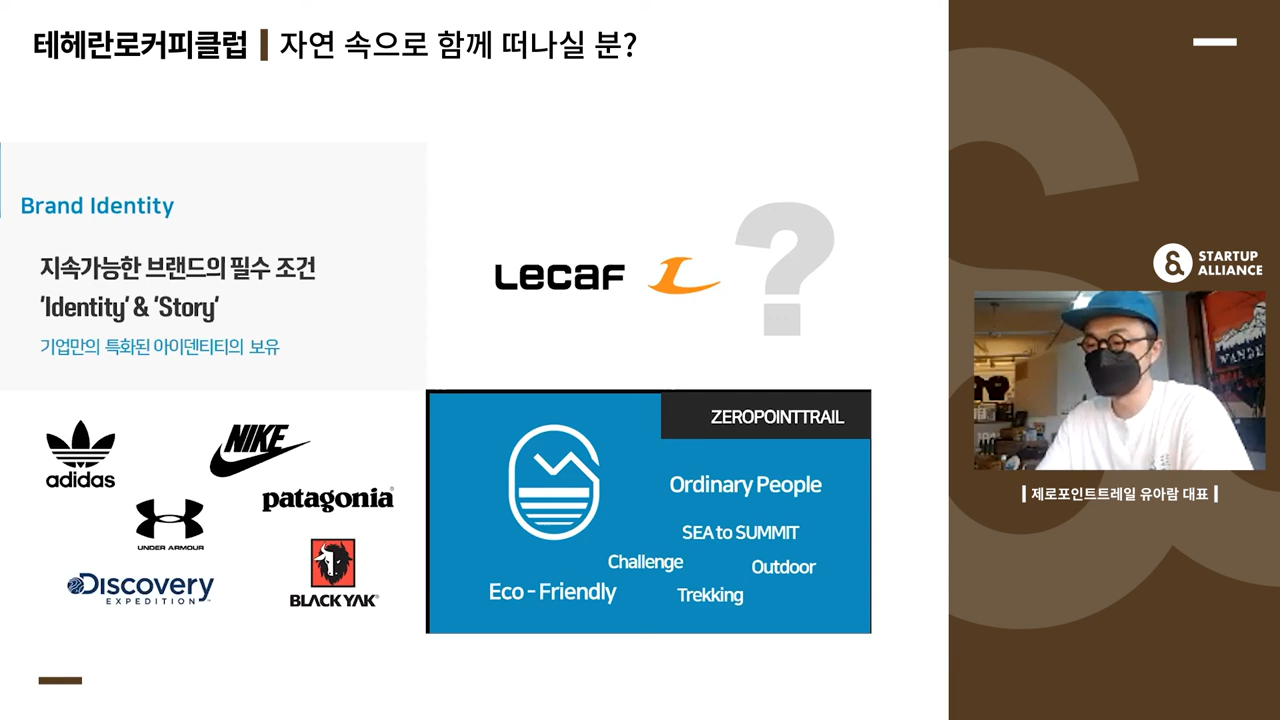 테헤란로커피클럽 | 자연 속으로 함께 떠나실 분?
Brand Identity
지속가능한 브랜드의 필수 조건
'Identity' & 'Story'
기업만의 특화된 아이덴티티의 보유
LECAF
?
adidas
NIKE
patagonia®
UNDER ARMOUR
DISCOVERY
EXPEDITION™
BLACK YAK®
ZEROPOINTTRAIL
Ordinary People
SEA to SUMMIT
Challenge
Outdoor
Eco - Friendly
Trekking
STARTUP
ALLIANCE
WANDE
| 제로포인트트레일 유아람 대표 |